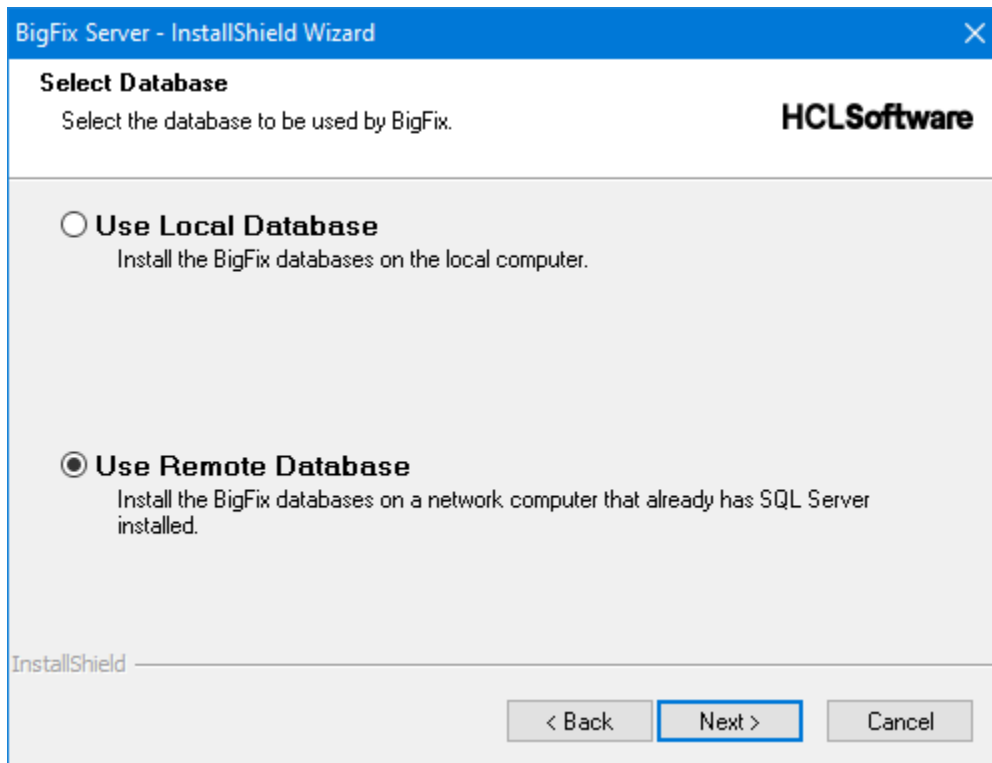 BigFix Server - InstallShield Wizard
Select Database
Select the database to be used by BigFix.
HCLSoftware
Use Local Database
Install the BigFix databases on the local computer.
Use Remote Database
Install the BigFix databases on a network computer that already has SQL Server
installed.
InstallShield
< Back
Next >
Cancel